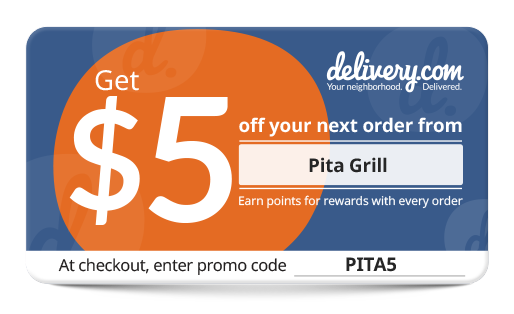 Get
$5
delivery.com
Your neighborhood. Delivered.
off your next order from
Pita Grill
Earn points for rewards with every order
At checkout, enter promo code PITA5